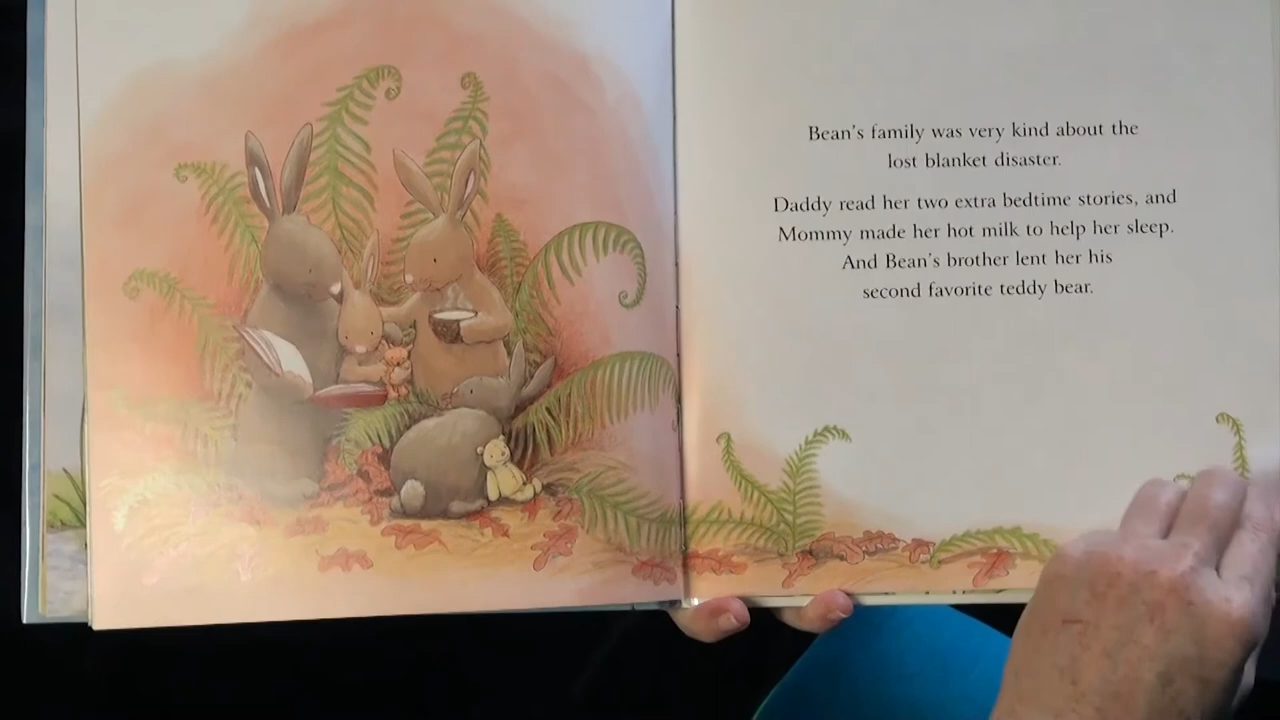 Bean's family was very kind about the
lost blanket disaster.
Daddy read her two extra bedtime stories, and
Mommy made her hot milk to help her sleep.
And Bean's brother lent her his
second favorite teddy bear.